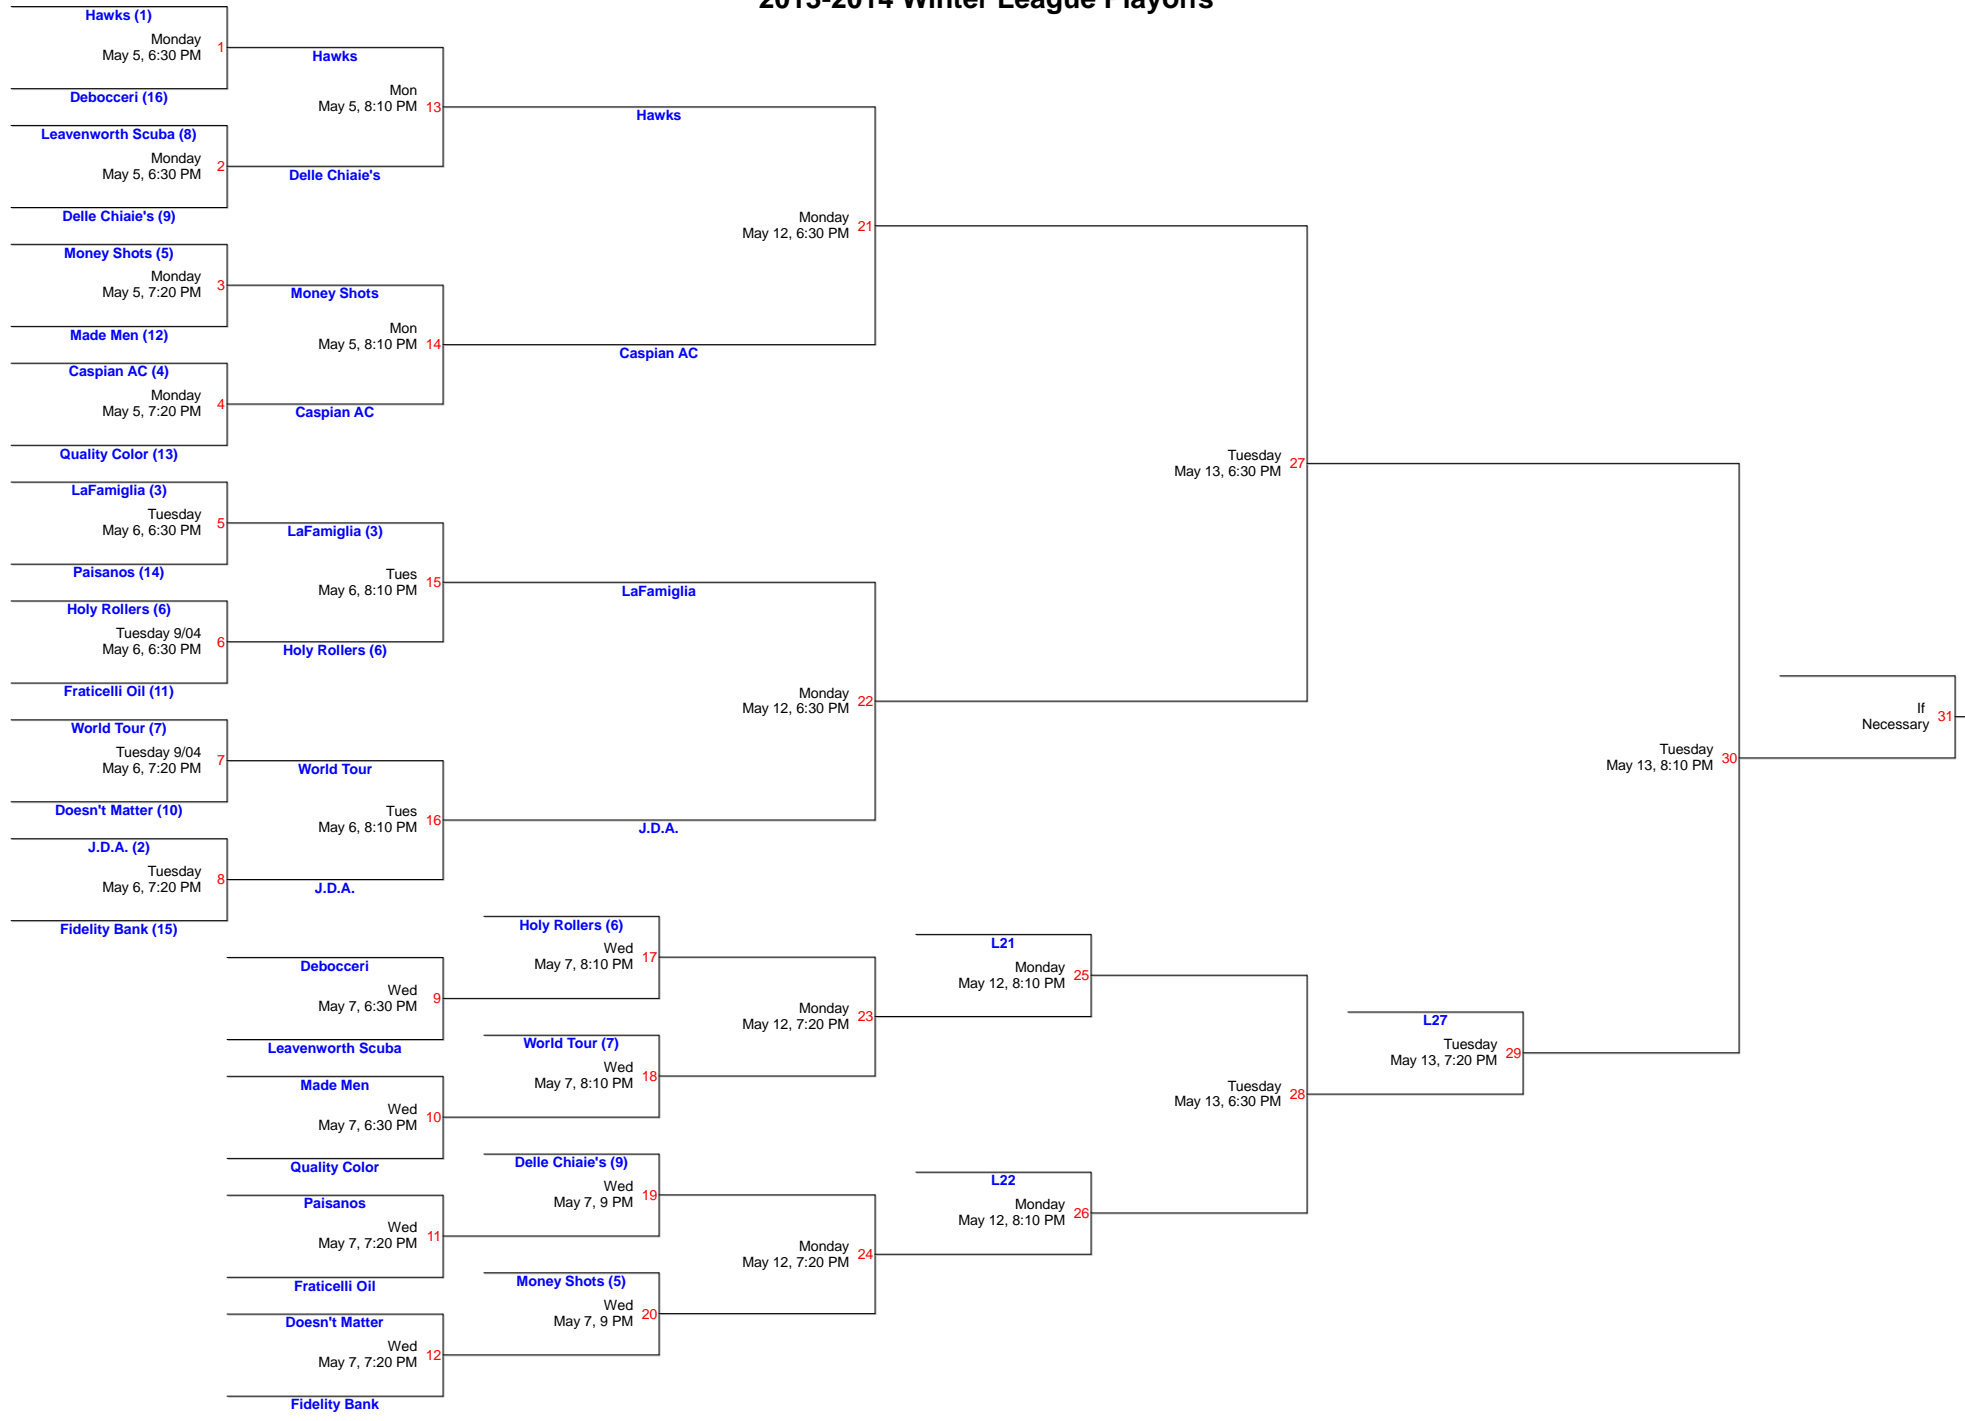 2013-2014 Winter League Playoffs
Hawks (1)
Monday
May 5, 6:30 PM
1
Debocceri (16)
Leavenworth Scuba (8)
Monday
May 5, 6:30 PM
2
Delle Chiaie's (9)
Money Shots (5)
Monday
May 5, 7:20 PM
3
Made Men (12)
Caspian AC (4)
Monday
May 5, 7:20 PM
4
Quality Color (13)
LaFamiglia (3)
Tuesday
May 6, 6:30 PM
5
Paisanos (14)
Holy Rollers (6)
Tuesday 9/04
May 6, 6:30 PM
6
Fraticelli Oil (11)
World Tour (7)
Tuesday 9/04
May 6, 7:20 PM
7
Doesn't Matter (10)
J.D.A. (2)
Tuesday
May 6, 7:20 PM
8
Fidelity Bank (15)
Hawks
Mon
May 5, 8:10 PM
13
Delle Chiaie's
Money Shots
Mon
May 5, 8:10 PM
14
Caspian AC
LaFamiglia (3)
Tues
May 6, 8:10 PM
15
Holy Rollers (6)
World Tour
Tues
May 6, 8:10 PM
16
J.D.A.
Debocceri
Wed
May 7, 6:30 PM
9
Leavenworth Scuba
Made Men
Wed
May 7, 6:30 PM
10
Quality Color
Paisanos
Wed
May 7, 7:20 PM
11
Fraticelli Oil
Doesn't Matter
Wed
May 7, 7:20 PM
12
Fidelity Bank
Hawks
Monday
May 12, 6:30 PM
21
Caspian AC
LaFamiglia
Monday
May 12, 6:30 PM
22
J.D.A.
Holy Rollers (6)
Wed
May 7, 8:10 PM
17
World Tour (7)
Wed
May 7, 8:10 PM
18
Delle Chiaie's (9)
Wed
May 7, 9 PM
19
Money Shots (5)
Wed
May 7, 9 PM
20
Monday
May 12, 7:20 PM
23
Monday
May 12, 7:20 PM
24
L21
Monday
May 12, 8:10 PM
25
L22
Monday
May 12, 8:10 PM
26
Tuesday
May 13, 6:30 PM
27
Tuesday
May 13, 6:30 PM
28
L27
Tuesday
May 13, 7:20 PM
29
Tuesday
May 13, 8:10 PM
30
If
Necessary
31